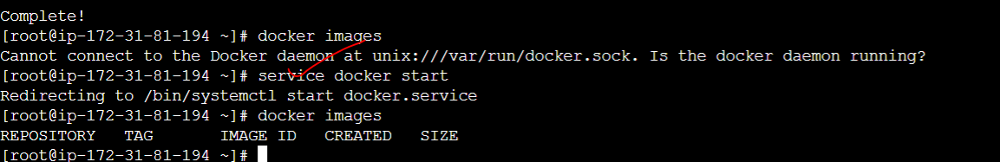 Complete!
[root@ip-172-31-81-194 ~]# docker images
Cannot connect to the Docker daemon at unix:///var/run/docker.sock. Is the docker daemon running?
[root@ip-172-31-81-194 ~]# service docker start
Redirecting to /bin/systemctl start docker.service
[root@ip-172-31-81-194 ~]# docker images
REPOSITORY   TAG       IMAGE ID   CREATED   SIZE
[root@ip-172-31-81-194 ~]#